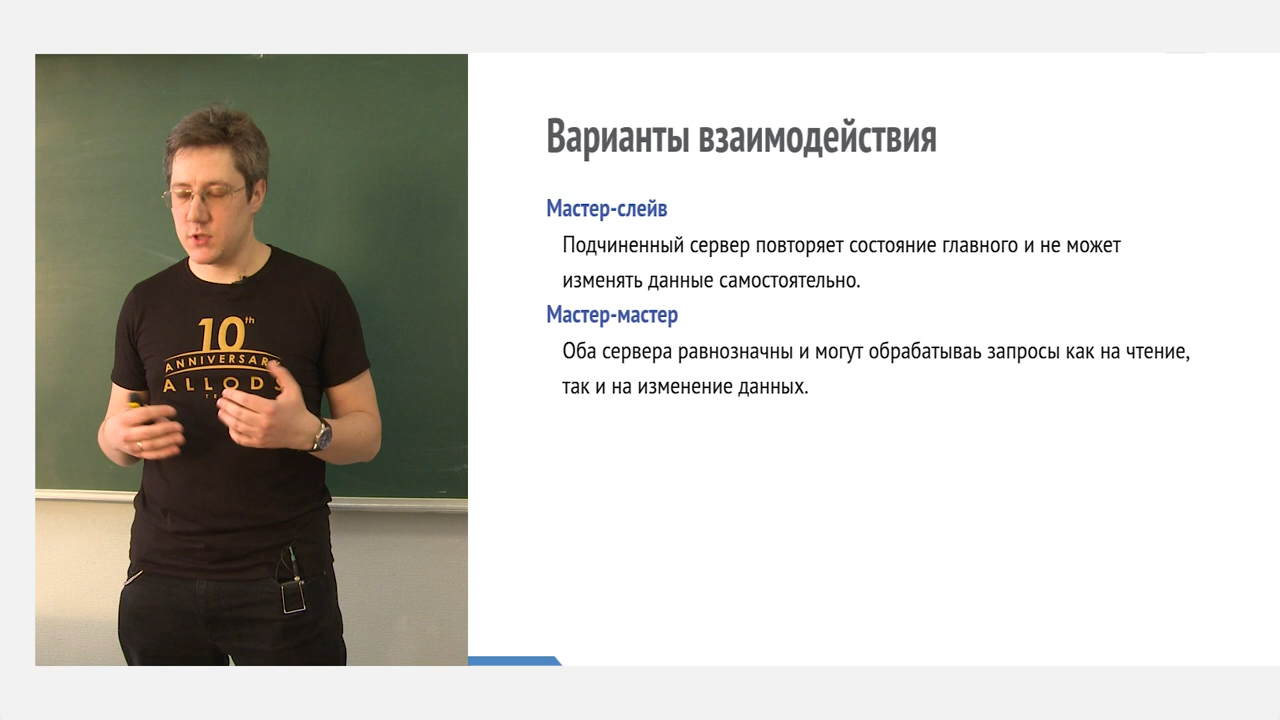 10th
ANNIVERSARY
ALLODS
Варианты взаимодействия
Мастер-слейв
Подчиненный сервер повторяет состояние главного и не может
изменять данные самостоятельно.
Мастер-мастер
Оба сервера равнозначны и могут обрабатываь запросы как на чтение,
так и на изменение данных.